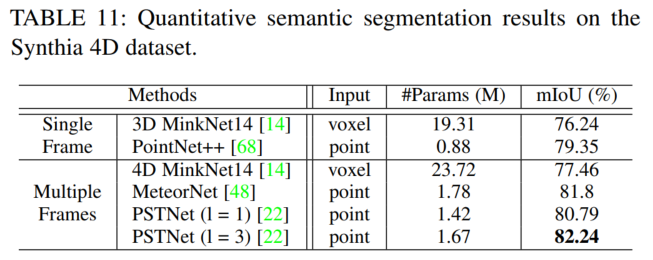 TABLE 11: Quantitative semantic segmentation results on the
Synthia 4D dataset.
Methods Input #Params (M) mIoU (%)
Single 3D MinkNet14 [14] voxel 19.31 76.24
Frame PointNet++ [68] point 0.88 79.35
4D MinkNet14 [14] voxel 23.72 77.46
Multiple MeteorNet [48] point 1.78 81.8
Frames PSTNet (l = 1) [22] point 1.42 80.79
PSTNet (l = 3) [22] point 1.67 82.24